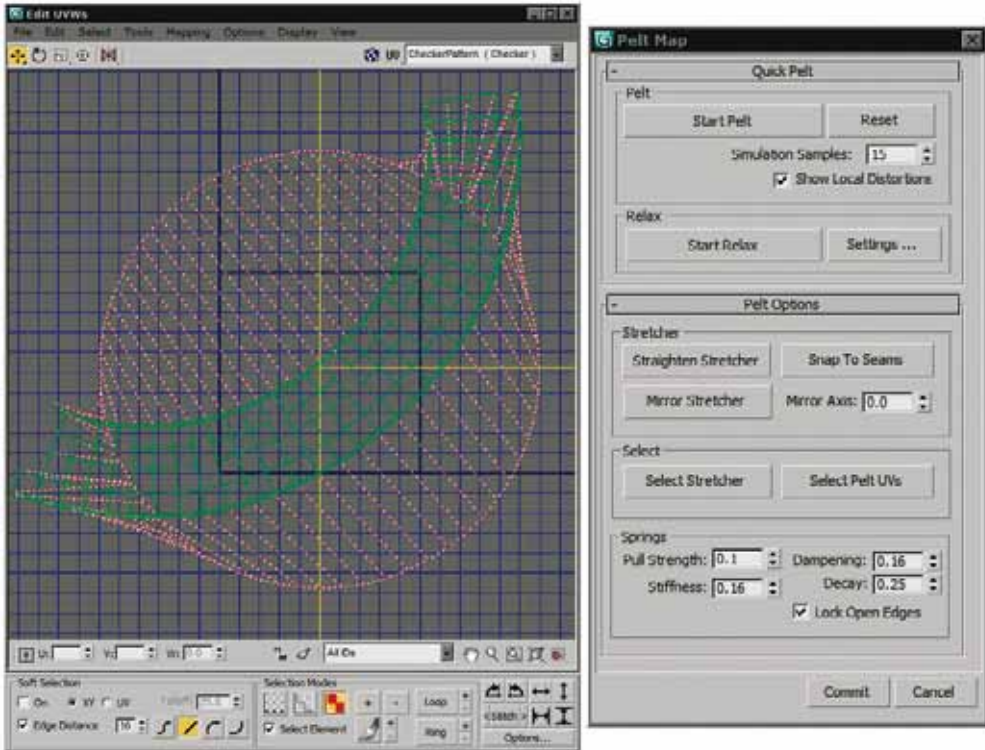 Edit UVWs
File Edit Select Tools Mapping Options Display View
UV CheckerPattern ( Checker )
U: V: W: 0.0 All IDs
Soft Selection
On XY UV Falloff:
Edge Distance 16
Selection Modes
+ - Loop
Select Element
+ - Ring
<Stitch>
Options...
Pelt Map
- Quick Pelt
Pelt
Start Pelt Reset
Simulation Samples: 15
Show Local Distortions
Relax
Start Relax Settings ...
- Pelt Options
Stretcher
Straighten Stretcher Snap To Seams
Mirror Stretcher Mirror Axis: 0.0
Select
Select Stretcher Select Pelt UVs
Springs
Pull Strength: 0.1 Dampening: 0.16
Stiffness: 0.16 Decay: 0.25
Lock Open Edges
Commit Cancel